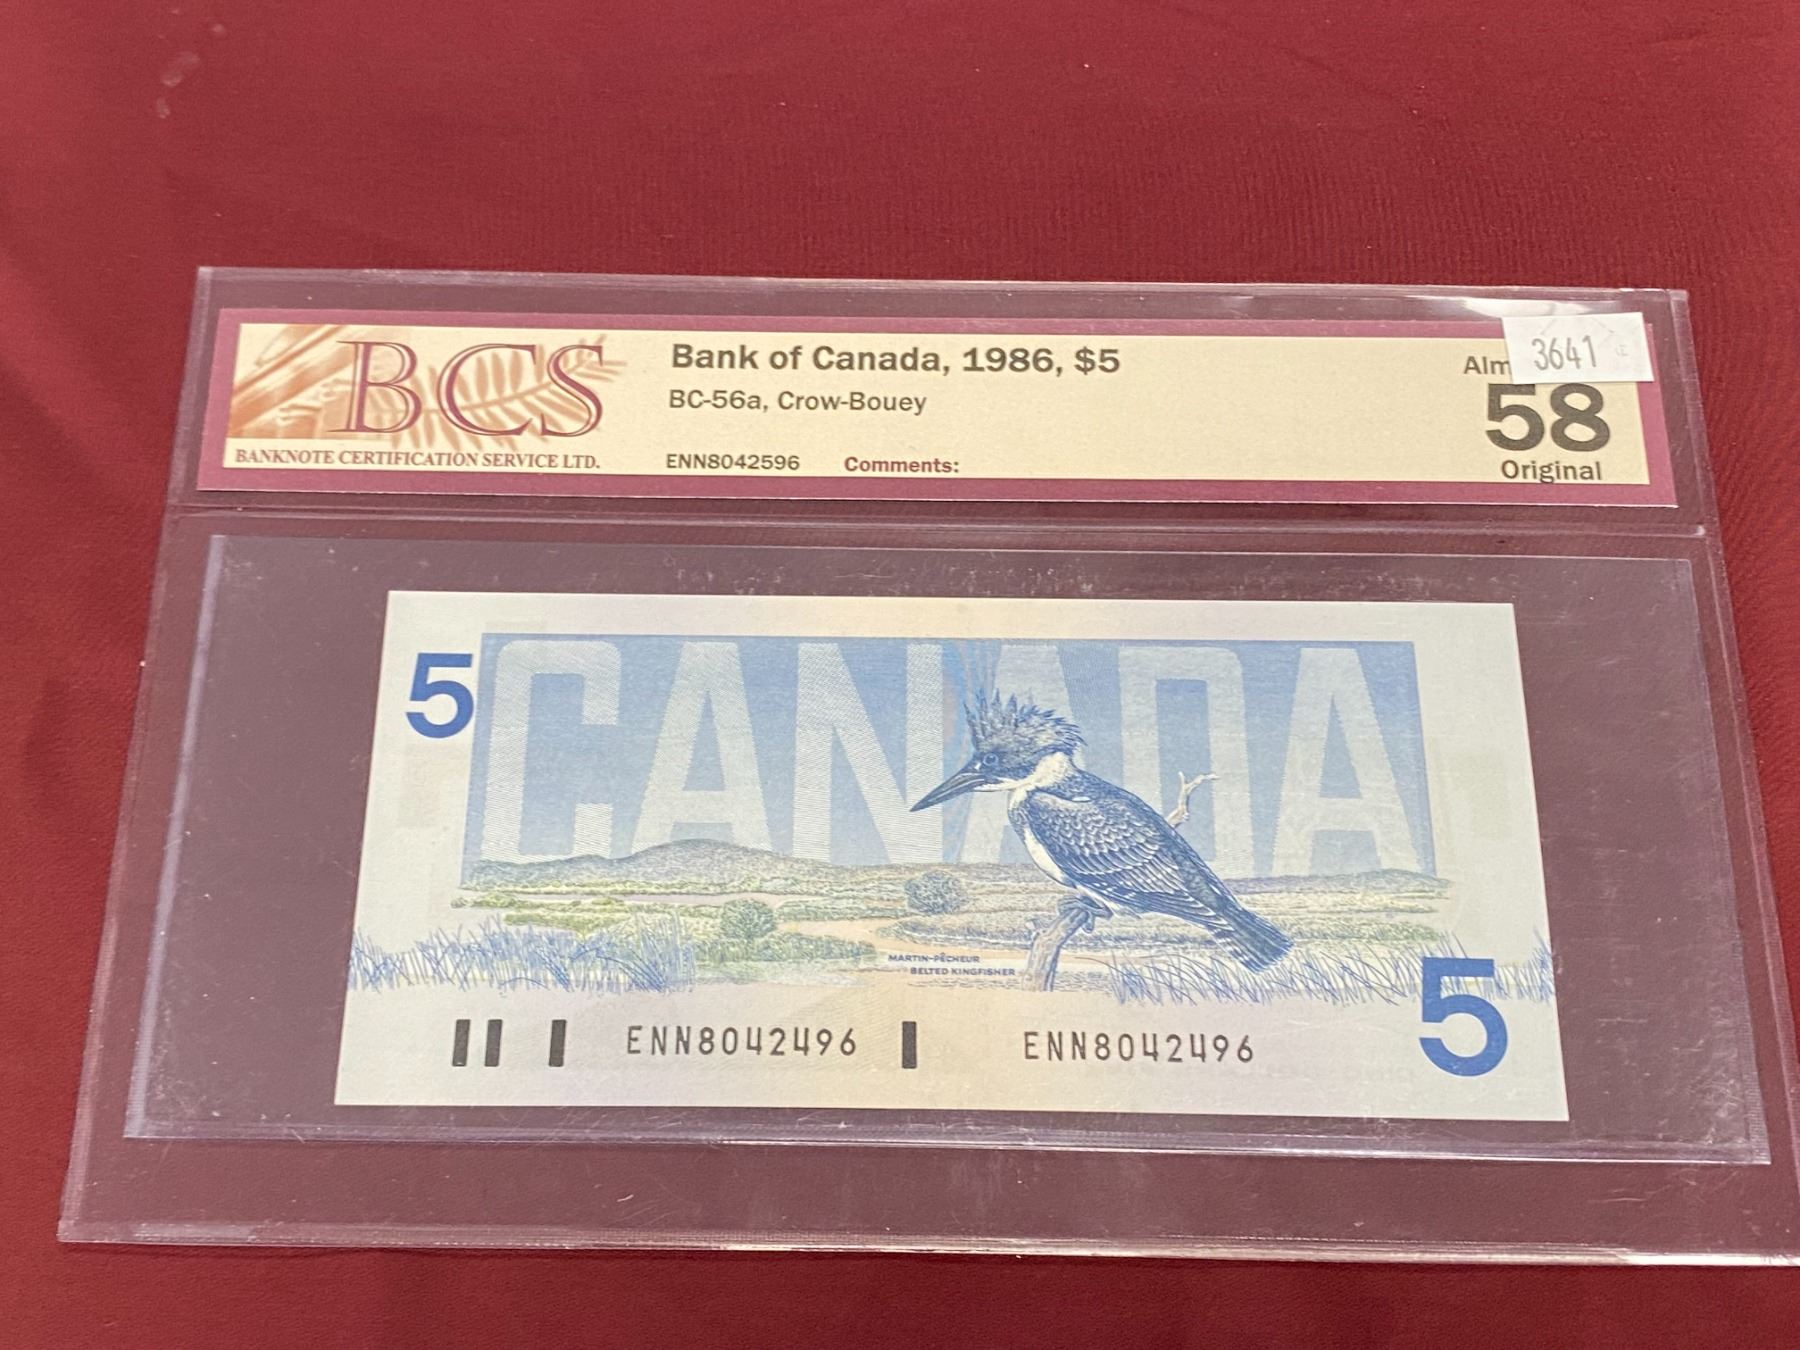 BCS
BANKNOTE CERTIFICATION SERVICE LTD.
Bank of Canada, 1986, $5
BC-56a, Crow-Bouey
ENN8042596 Comments:
3641
58
Original
5
CANADA
MARTIN-PÊCHEUR
BELTED KINGFISHER
ENN8042496 ENN8042496
5